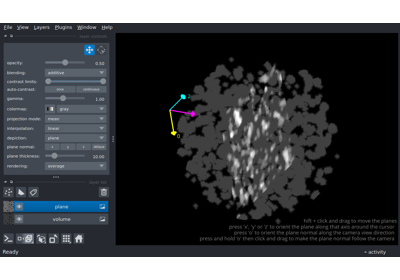 File View Layers Plugins Window Help
opacity: 0.50
blending: additive
contrast limits:
auto-contrast: once continuous
gamma: 1.00
colormap: gray
projection mode: mean
interpolation: linear
depiction: plane
plane normal: x y z oblique
plane thickness: 10.00
rendering: average
plane
volume
hift + click and drag to move the planes
press 'x', 'y' or 'z' to orient the plane along that axis around the cursor
press 'o' to orient the plane normal along the camera view direction
press and hold 'o' then click and drag to make the plane normal follow the camera
Ready
activity